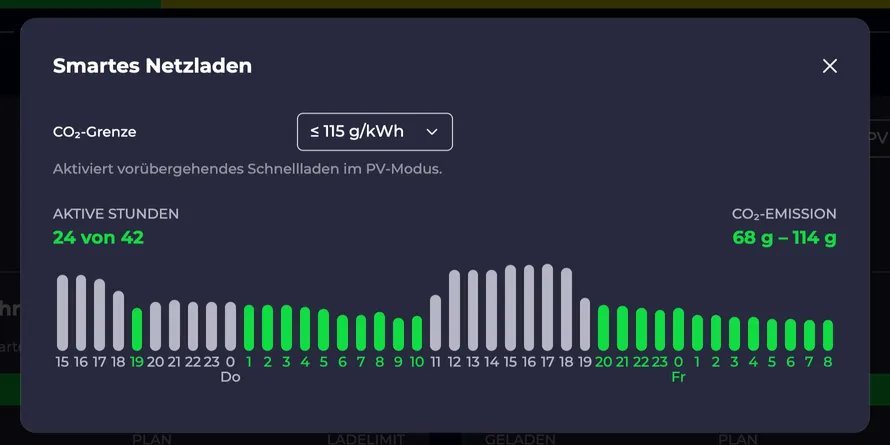 Smartes Netzladen
CO₂-Grenze
≤ 115 g/kWh
PV
Aktiviert vorübergehendes Schnellladen im PV-Modus.
AKTIVE STUNDEN
CO₂-EMISSION
24 von 42
68 g – 114 g
15 16 17 18 19 20 21 22 23 0 1 2 3 4 5 6 7 8 9 10 11 12 13 14 15 16 17 18 19 20 21 22 23 0 1 2 3 4 5 6 7 8
Do Fr
PLAN LADELIMIT GELADEN PLAN